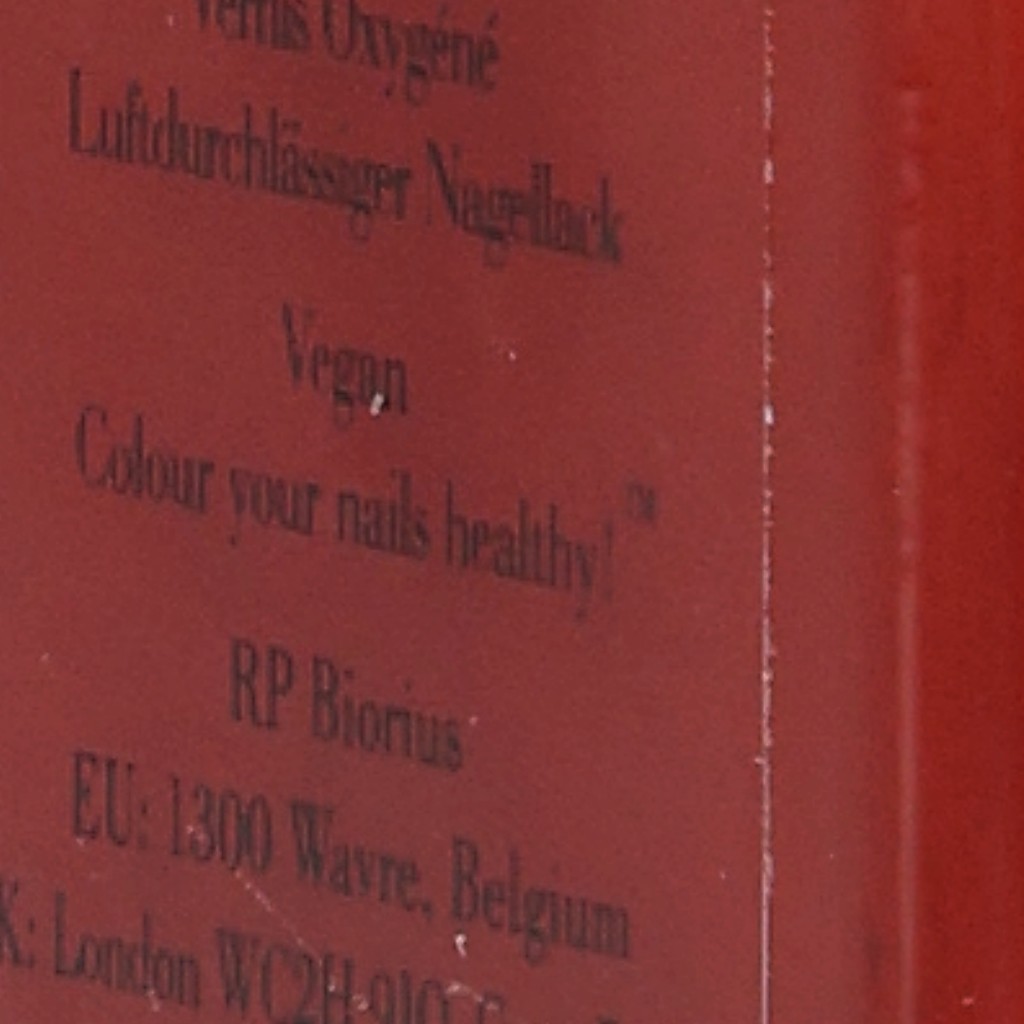 Vernis Oxygéné
Luftdurchlässiger Nagellack
Vegan
Colour your nails healthy!™
RP Biorius
EU: 1300 Wavre, Belgium
London